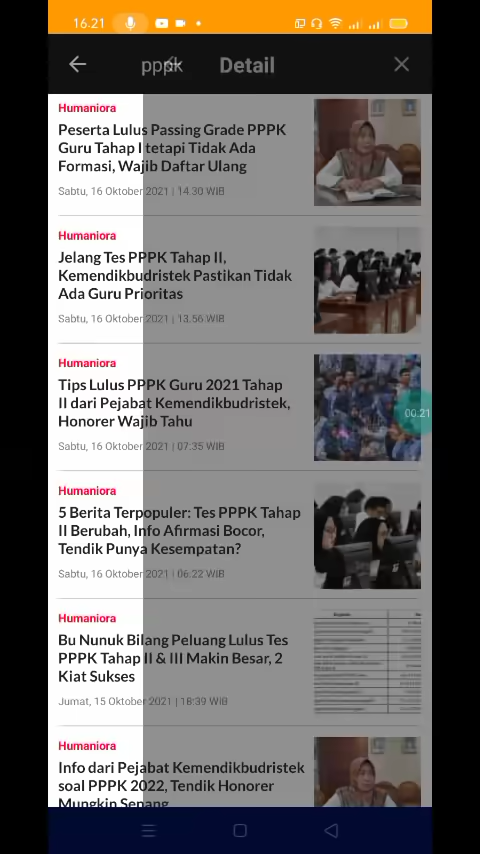 16.21
pppk
Detail
Humaniora
Peserta Lulus Passing Grade PPPK
Guru Tahap I tetapi Tidak Ada
Formasi, Wajib Daftar Ulang
Sabtu, 16 Oktober 2021 | 14.30 WIB
Humaniora
Jelang Tes PPPK Tahap II,
Kemendikbudristek Pastikan Tidak
Ada Guru Prioritas
Sabtu, 16 Oktober 2021 | 13.56 WIB
Humaniora
Tips Lulus PPPK Guru 2021 Tahap
II dari Pejabat Kemendikbudristek,
Honorer Wajib Tahu
Sabtu, 16 Oktober 2021 | 07.35 WIB
00.21
Humaniora
5 Berita Terpopuler: Tes PPPK Tahap
II Berubah, Info Afirmasi Bocor,
Tendik Punya Kesempatan?
Sabtu, 16 Oktober 2021 | 06.22 WIB
Humaniora
Bu Nunuk Bilang Peluang Lulus Tes
PPPK Tahap II & III Makin Besar, 2
Kiat Sukses
Jumat, 15 Oktober 2021 | 18.39 WIB
Humaniora
Info dari Pejabat Kemendikbudristek
soal PPPK 2022, Tendik Honorer
Mungkin Senang